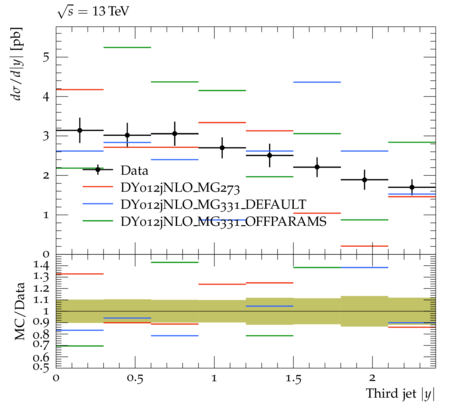 √s = 13 TeV
dσ/d|y| [pb]
5
4
3
2
1
0
Data
DY012jNLO_MG273
DY012jNLO_MG331_DEFAULT
DY012jNLO_MG331_OFFPARAMS
MC/Data
1.4
1.3
1.2
1.1
1
0.9
0.8
0.7
0.6
0.5
0 0.5 1 1.5 2
Third jet |y|